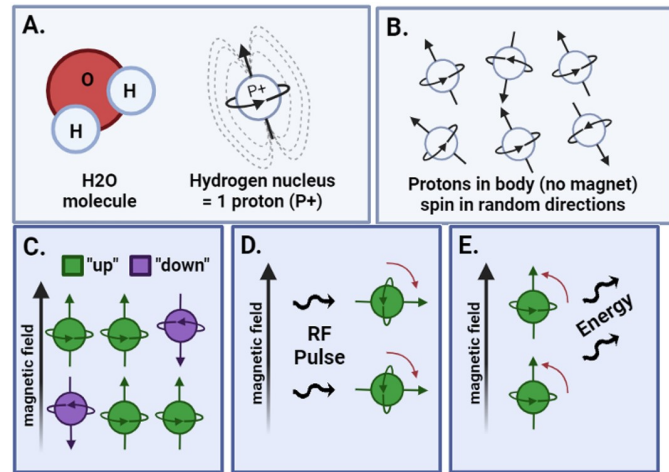 A.
O
H
H
H2O
molecule
P+
Hydrogen nucleus
= 1 proton (P+)
B.
Protons in body (no magnet)
spin in random directions
C.
"up" "down"
magnetic field
D.
magnetic field
RF
Pulse
E.
magnetic field
Energy